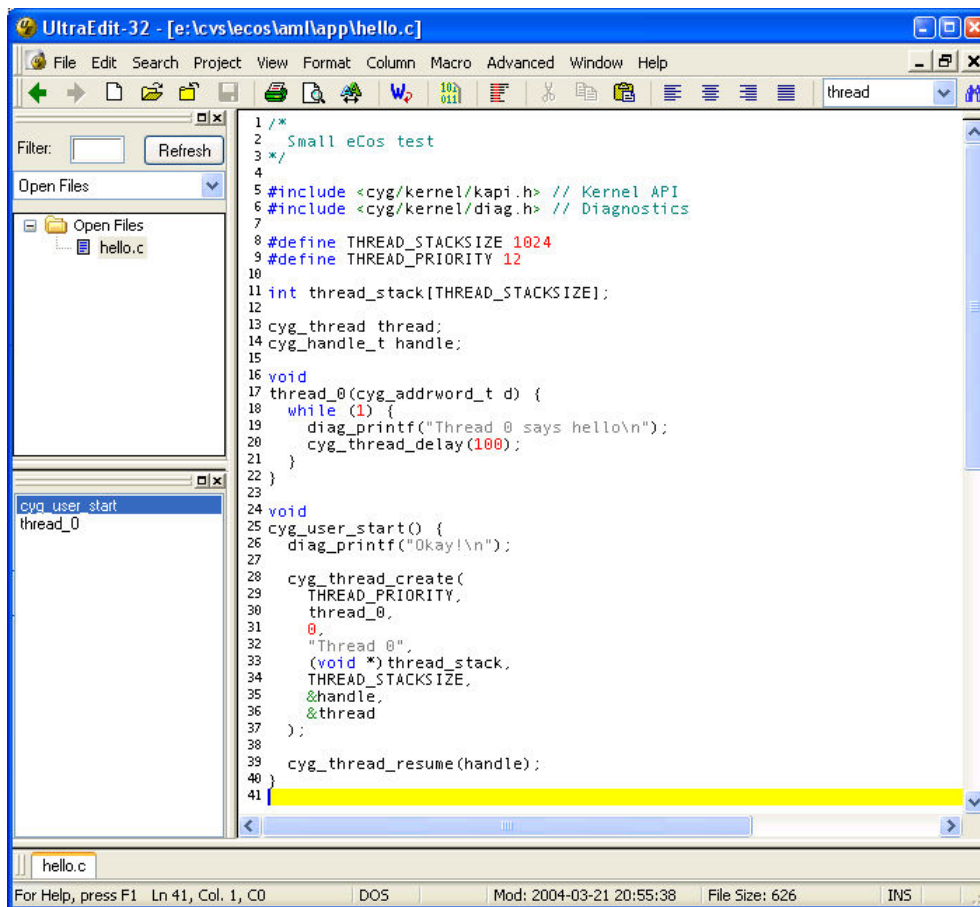 UltraEdit-32 - [e:\cvs\ecos\aml\app\hello.c]
File Edit Search Project View Format Column Macro Advanced Window Help
thread
Filter: Refresh
Open Files
Open Files
hello.c
cyg_user_start
thread_0
1 /*
2   Small eCos test
3 */
4
5 #include <cyg/kernel/kapi.h> // Kernel API
6 #include <cyg/kernel/diag.h> // Diagnostics
7
8 #define THREAD_STACKSIZE 1024
9 #define THREAD_PRIORITY 12
10
11 int thread_stack[THREAD_STACKSIZE];
12
13 cyg_thread thread;
14 cyg_handle_t handle;
15
16 void
17 thread_0(cyg_addrword_t d) {
18   while (1) {
19     diag_printf("Thread 0 says hello\n");
20     cyg_thread_delay(100);
21   }
22 }
23
24 void
25 cyg_user_start() {
26   diag_printf("Okay!\n");
27
28   cyg_thread_create(
29     THREAD_PRIORITY,
30     thread_0,
31     0,
32     "Thread 0",
33     (void *)thread_stack,
34     THREAD_STACKSIZE,
35     &handle,
36     &thread
37   );
38
39   cyg_thread_resume(handle);
40 }
41
hello.c
For Help, press F1 Ln 41, Col. 1, C0 DOS Mod: 2004-03-21 20:55:38 File Size: 626 INS